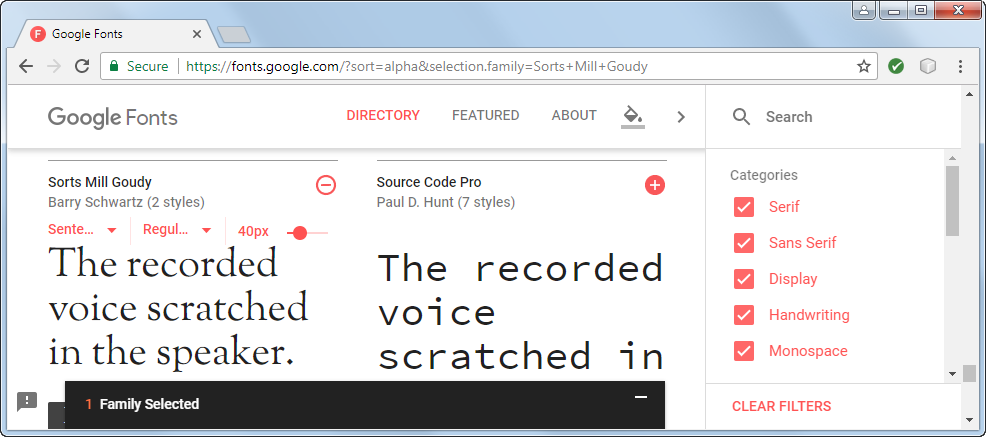 Google Fonts
Secure https://fonts.google.com/?sort=alpha&selection.family=Sorts+Mill+Goudy
Google Fonts
DIRECTORY FEATURED ABOUT
Search
Sorts Mill Goudy
Barry Schwartz (2 styles)
Sente... Regul... 40px
The recorded
voice scratched
in the speaker.
Source Code Pro
Paul D. Hunt (7 styles)
The recorded
voice
scratched in
Categories
Serif
Sans Serif
Display
Handwriting
Monospace
CLEAR FILTERS
1 Family Selected